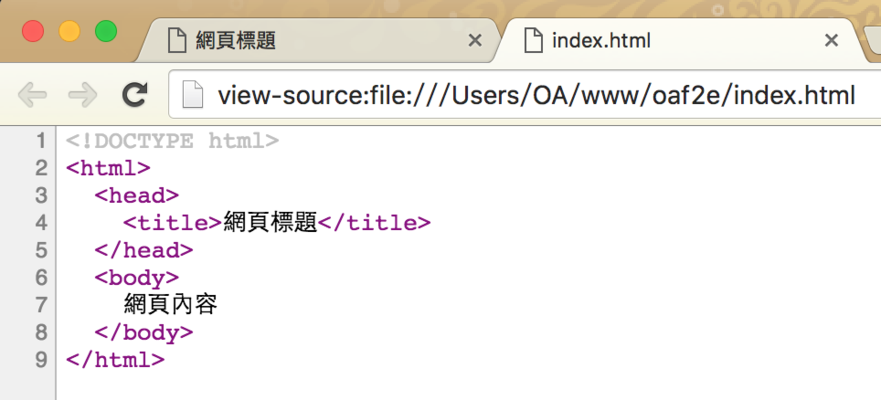 網頁標題
index.html
view-source:file:///Users/OA/www/oaf2e/index.html
1 <!DOCTYPE html>
2 <html>
3 <head>
4 <title>網頁標題</title>
5 </head>
6 <body>
7 網頁內容
8 </body>
9 </html>